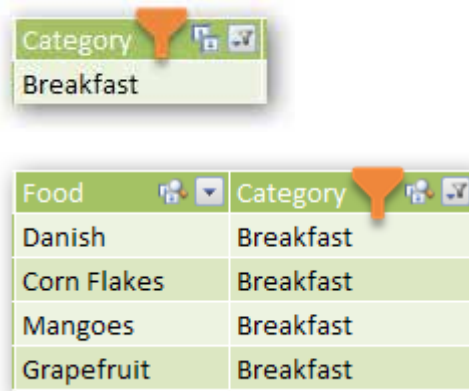 Category
Breakfast
Food Category
Danish Breakfast
Corn Flakes Breakfast
Mangoes Breakfast
Grapefruit Breakfast